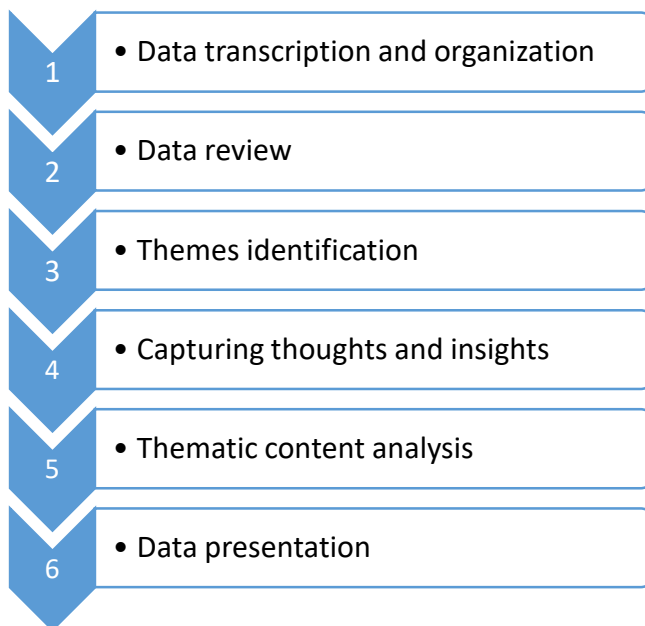 1
• Data transcription and organization
2
• Data review
3
• Themes identification
4
• Capturing thoughts and insights
5
• Thematic content analysis
6
• Data presentation